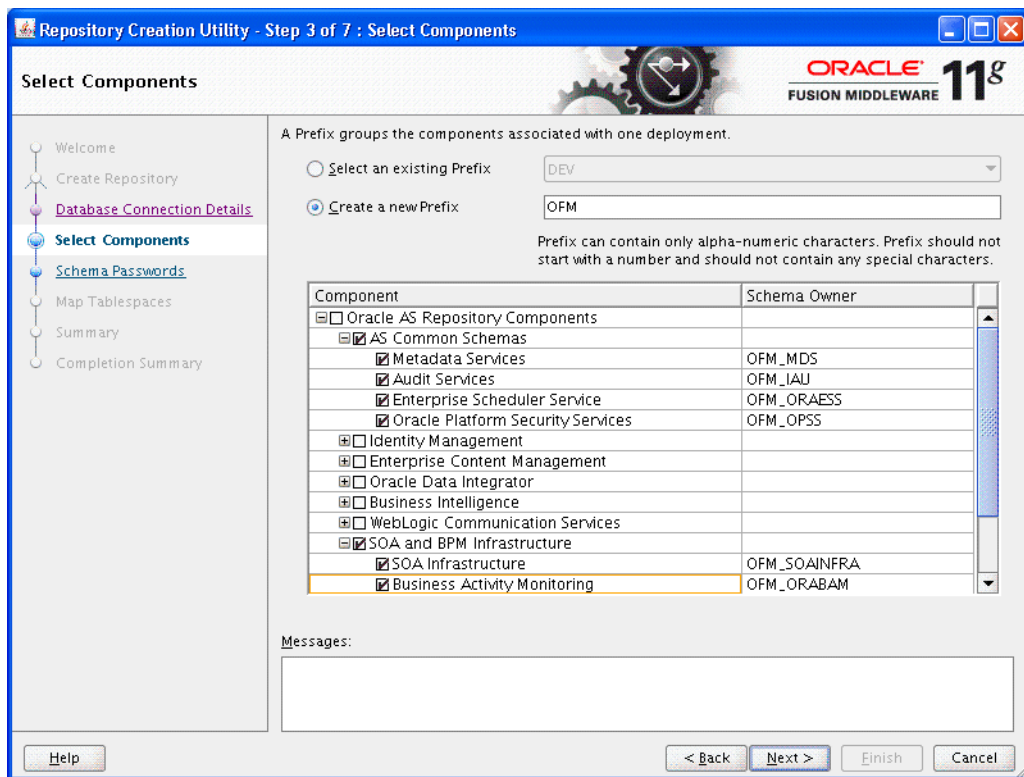 Repository Creation Utility - Step 3 of 7 : Select Components
Select Components
ORACLE
FUSION MIDDLEWARE 11g
Welcome
Create Repository
Database Connection Details
Select Components
Schema Passwords
Map Tablespaces
Summary
Completion Summary
A Prefix groups the components associated with one deployment.
Select an existing Prefix DEV
Create a new Prefix OFM
Prefix can contain only alpha-numeric characters. Prefix should not
start with a number and should not contain any special characters.
Component Schema Owner
Oracle AS Repository Components
AS Common Schemas
Metadata Services OFM_MDS
Audit Services OFM_IAU
Enterprise Scheduler Service OFM_ORAESS
Oracle Platform Security Services OFM_OPSS
Identity Management
Enterprise Content Management
Oracle Data Integrator
Business Intelligence
WebLogic Communication Services
SOA and BPM Infrastructure
SOA Infrastructure OFM_SOAINFRA
Business Activity Monitoring OFM_ORABAM
Messages:
Help < Back Next > Finish Cancel